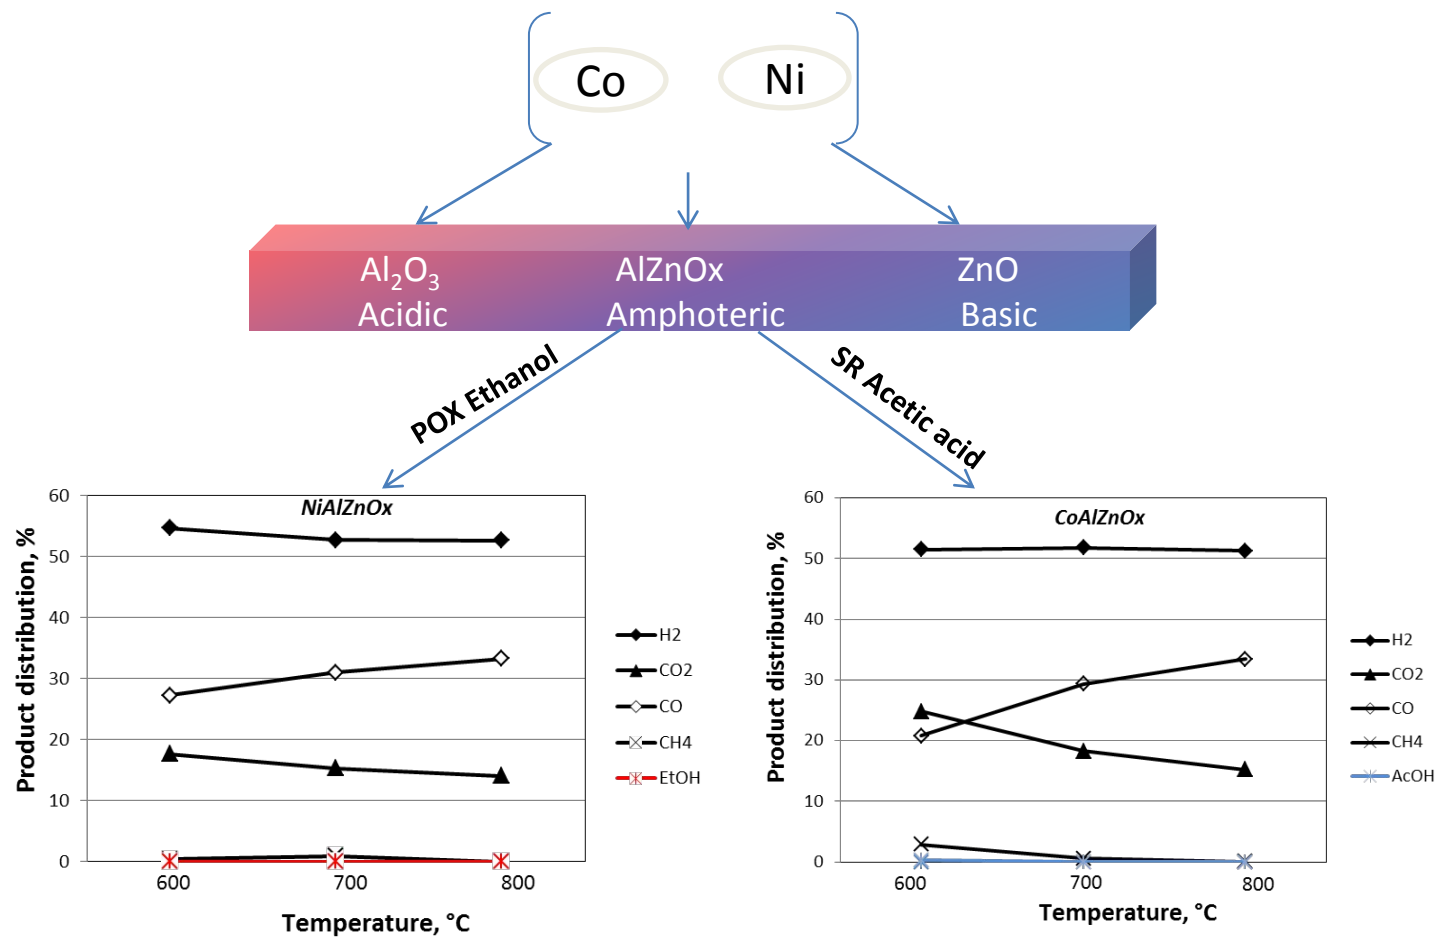 Co
Ni
Al₂O₃
AlZnOx
ZnO
Acidic
Amphoteric
Basic
POX Ethanol
SR Acetic acid
NiAlZnOx
Product distribution, %
60
50
40
30
20
10
0
600
700
800
Temperature, °C
H2
CO2
CO
CH4
EtOH
CoAlZnOx
Product distribution, %
60
50
40
30
20
10
0
600
700
800
Temperature, °C
H2
CO2
CO
CH4
AcOH